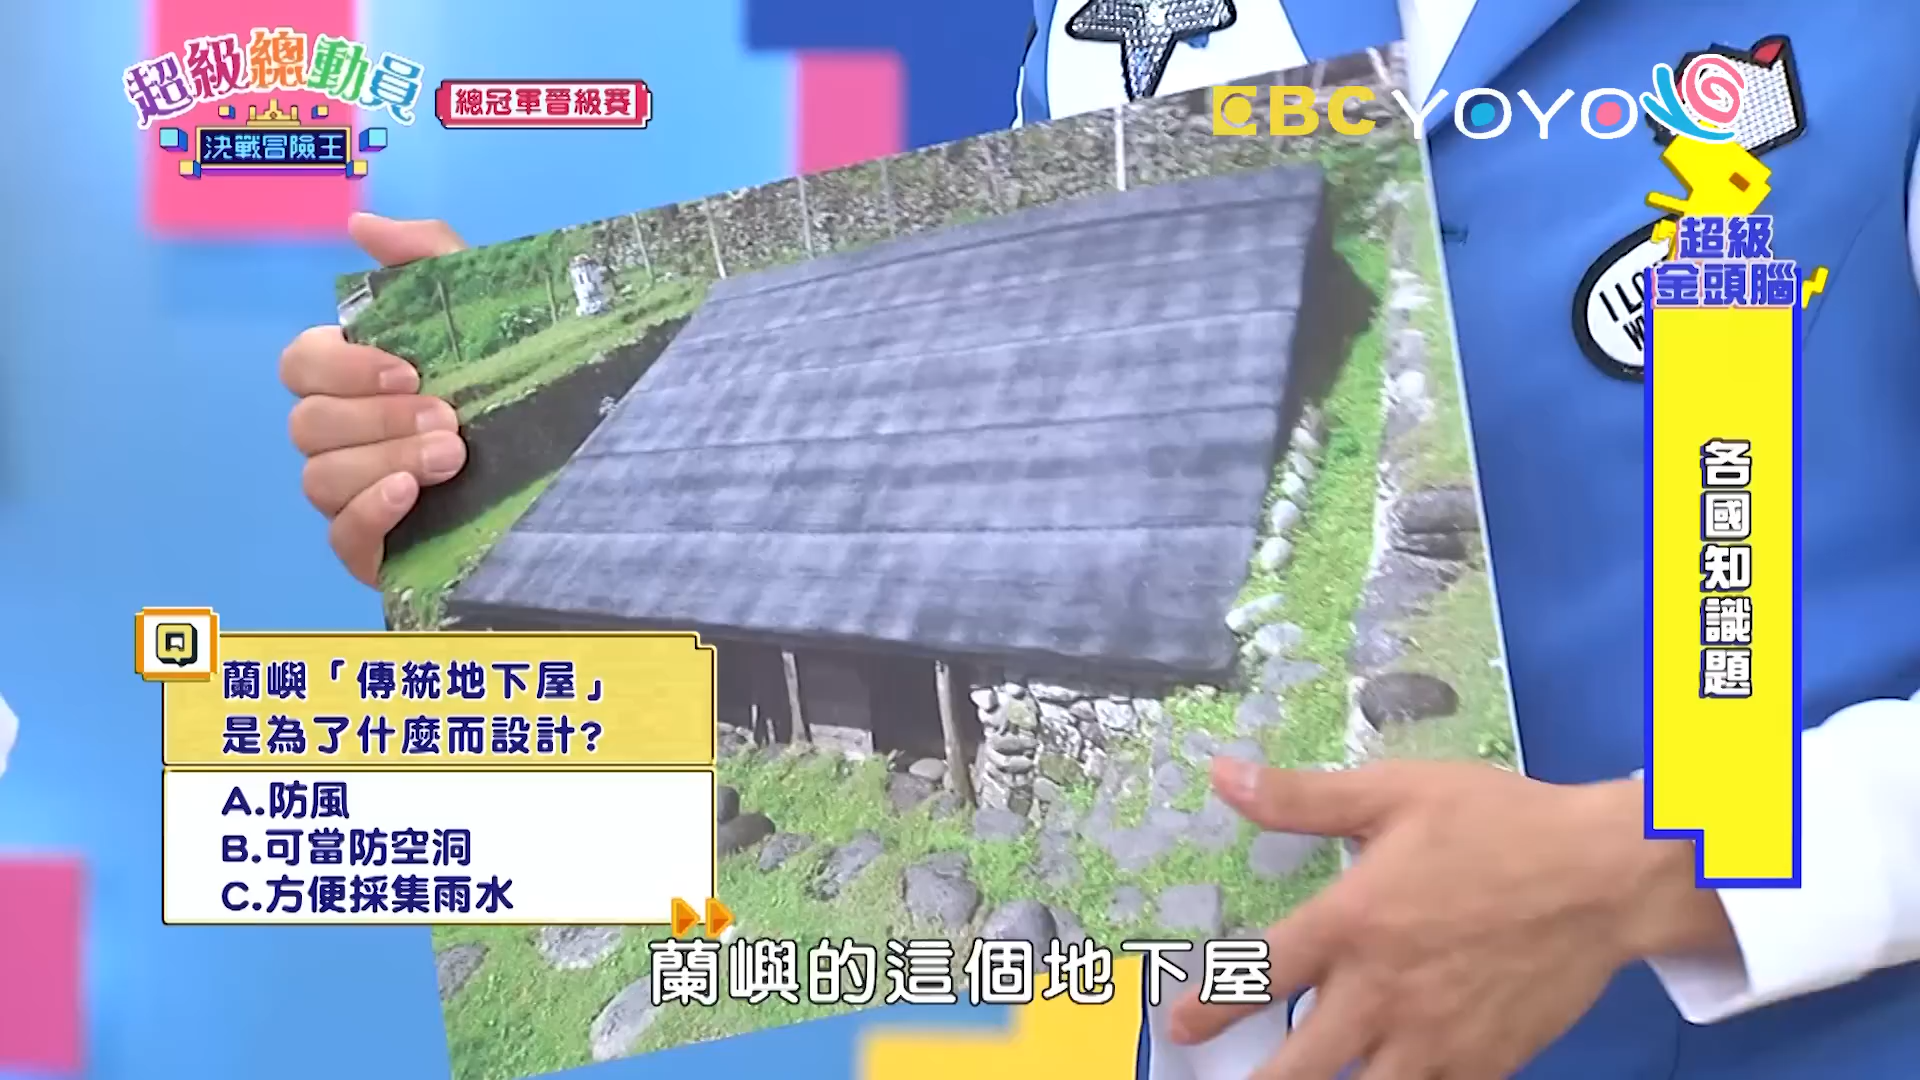 超級總動員
決戰冒險王
總冠軍晉級賽
EBC YOYO
超級
金頭腦
各國知識題
Q
蘭嶼「傳統地下屋」
是為了什麼而設計?
A.防風
B.可當防空洞
C.方便採集雨水
蘭嶼的這個地下屋